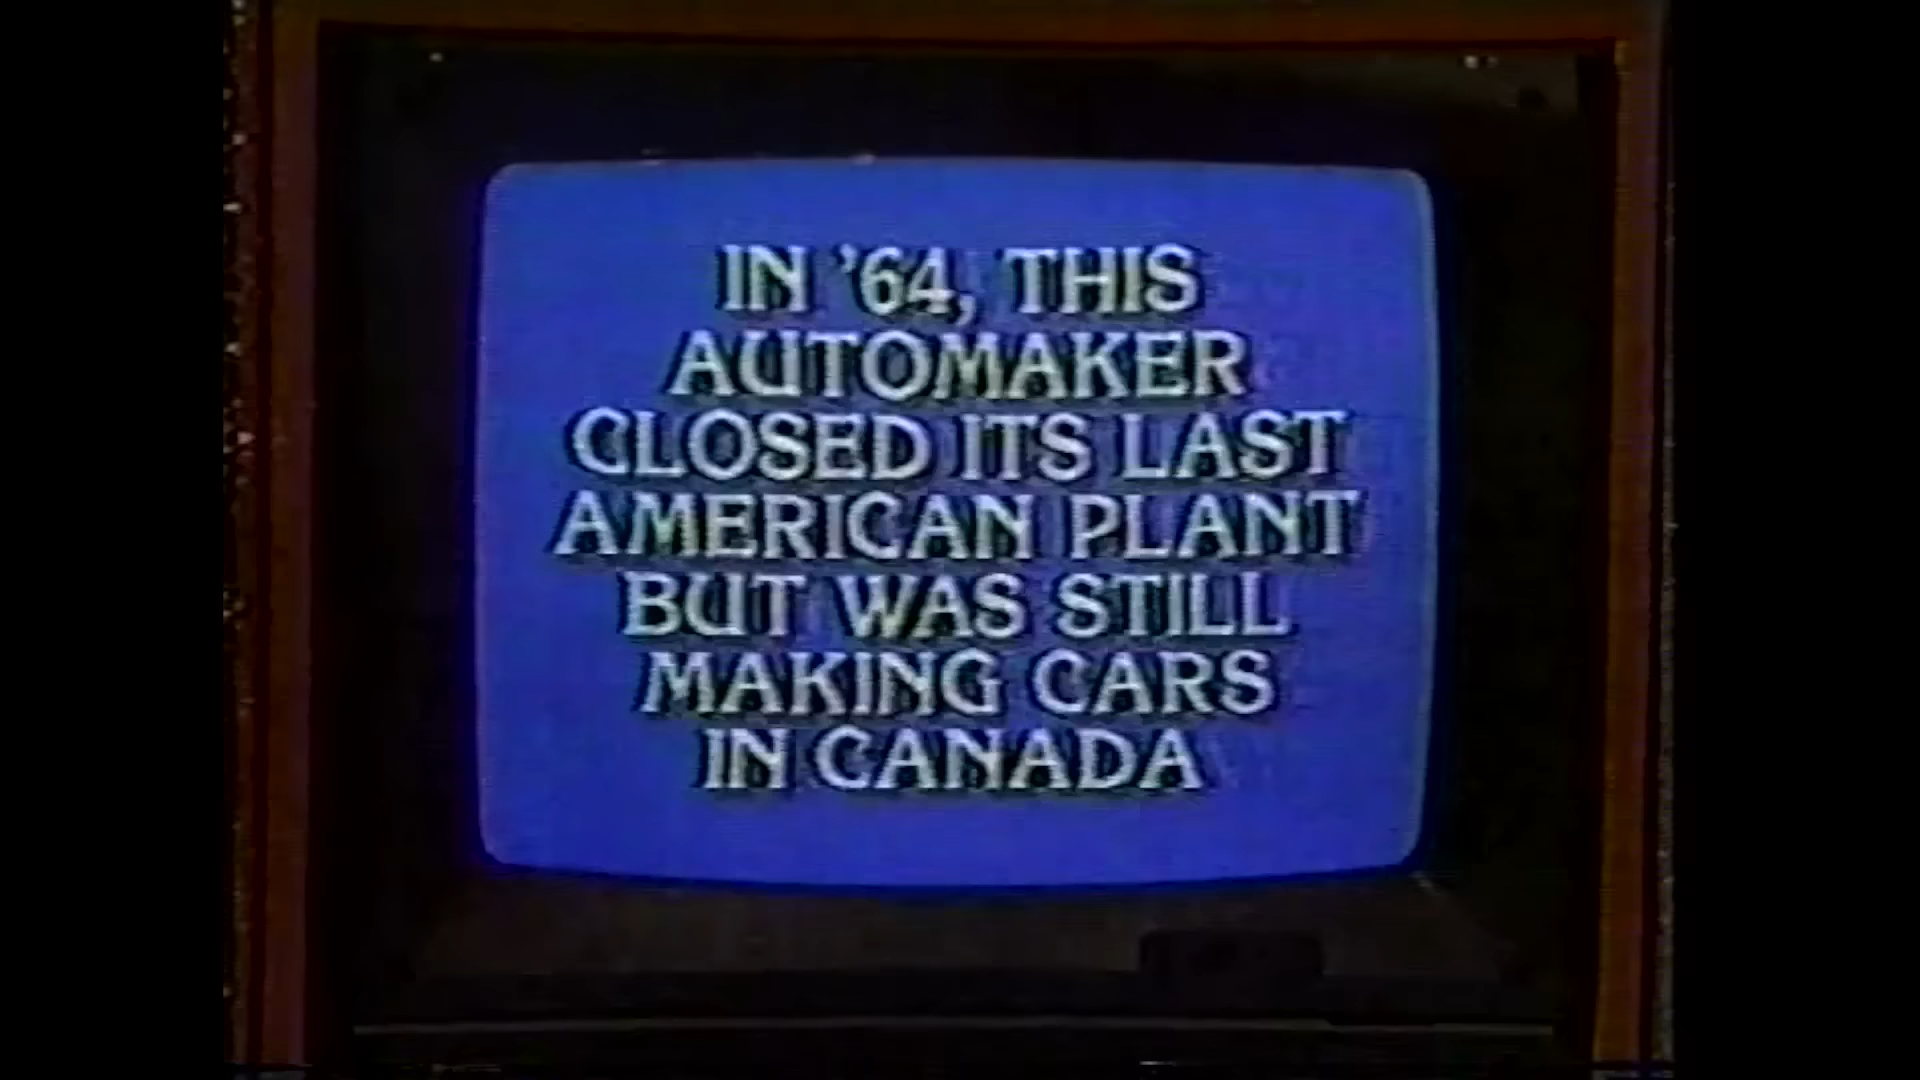 IN '64, THIS
AUTOMAKER
CLOSED ITS LAST
AMERICAN PLANT
BUT WAS STILL
MAKING CARS
IN CANADA